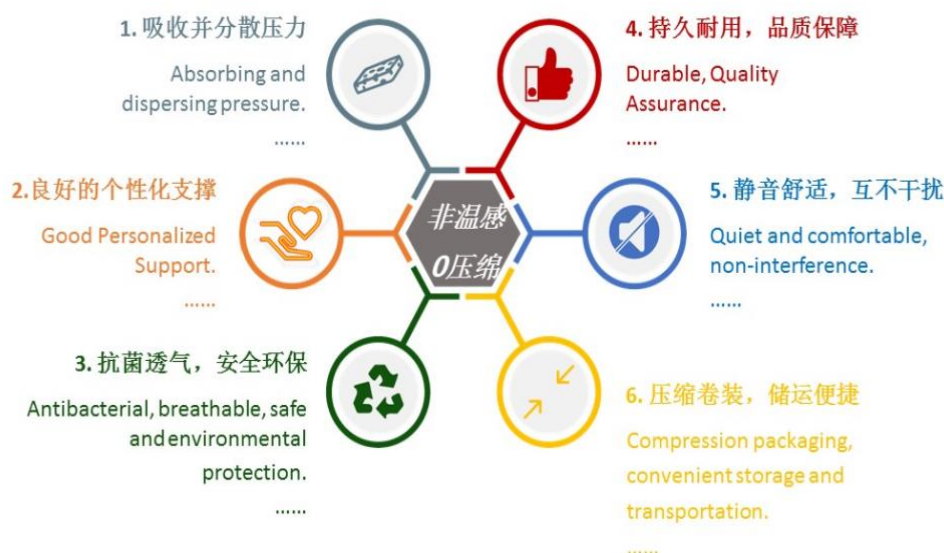 1. 吸收并分散压力
Absorbing and
dispersing pressure.
......
2.良好的个性化支撑
Good Personalized
Support.
......
3. 抗菌透气，安全环保
Antibacterial, breathable, safe
and environmental
protection.
......
非温感
0压绵
4. 持久耐用，品质保障
Durable, Quality
Assurance.
......
5. 静音舒适，互不干扰
Quiet and comfortable,
non-interference.
......
6. 压缩卷装，储运便捷
Compression packaging,
convenient storage and
transportation.
......